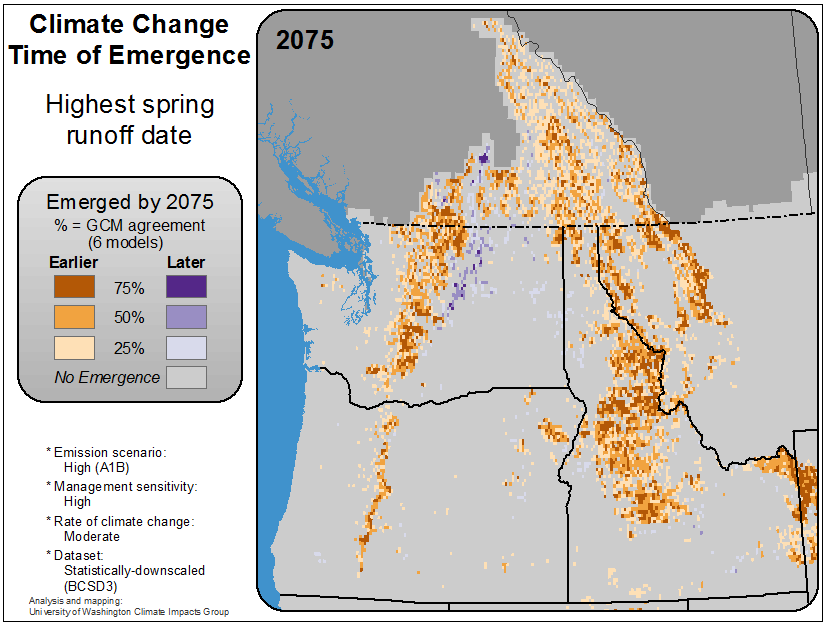 Climate Change
Time of Emergence
Highest spring
runoff date
2075
Emerged by 2075
% = GCM agreement
(6 models)
Earlier Later
75%
50%
25%
No Emergence
* Emission scenario:
High (A1B)
* Management sensitivity:
High
* Rate of climate change:
Moderate
* Dataset:
Statistically-downscaled
(BCSD3)
Analysis and mapping:
University of Washington Climate Impacts Group